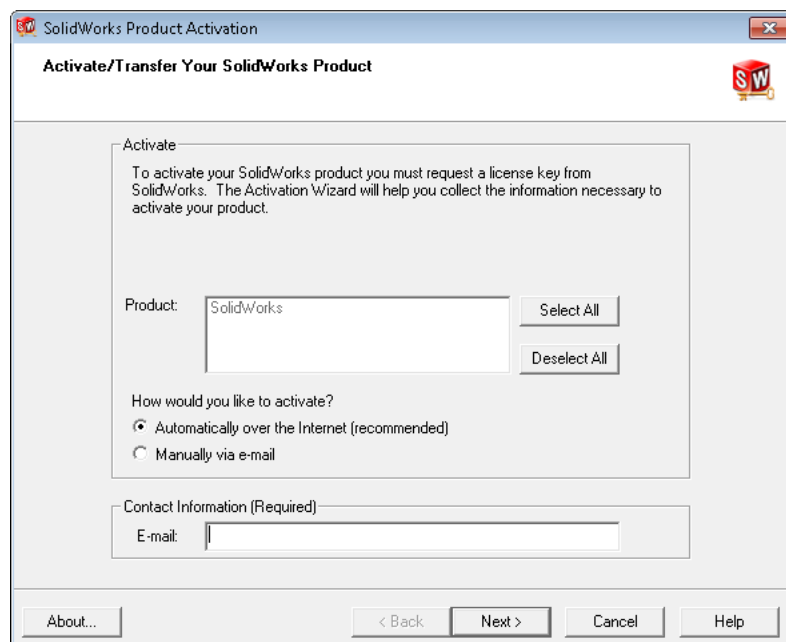 SolidWorks Product Activation
Activate/Transfer Your SolidWorks Product
SW
Activate
To activate your SolidWorks product you must request a license key from
SolidWorks. The Activation Wizard will help you collect the information necessary to
activate your product.
Product:
SolidWorks
Select All
Deselect All
How would you like to activate?
Automatically over the Internet (recommended)
Manually via e-mail
Contact Information (Required)
E-mail:
About...
< Back
Next >
Cancel
Help